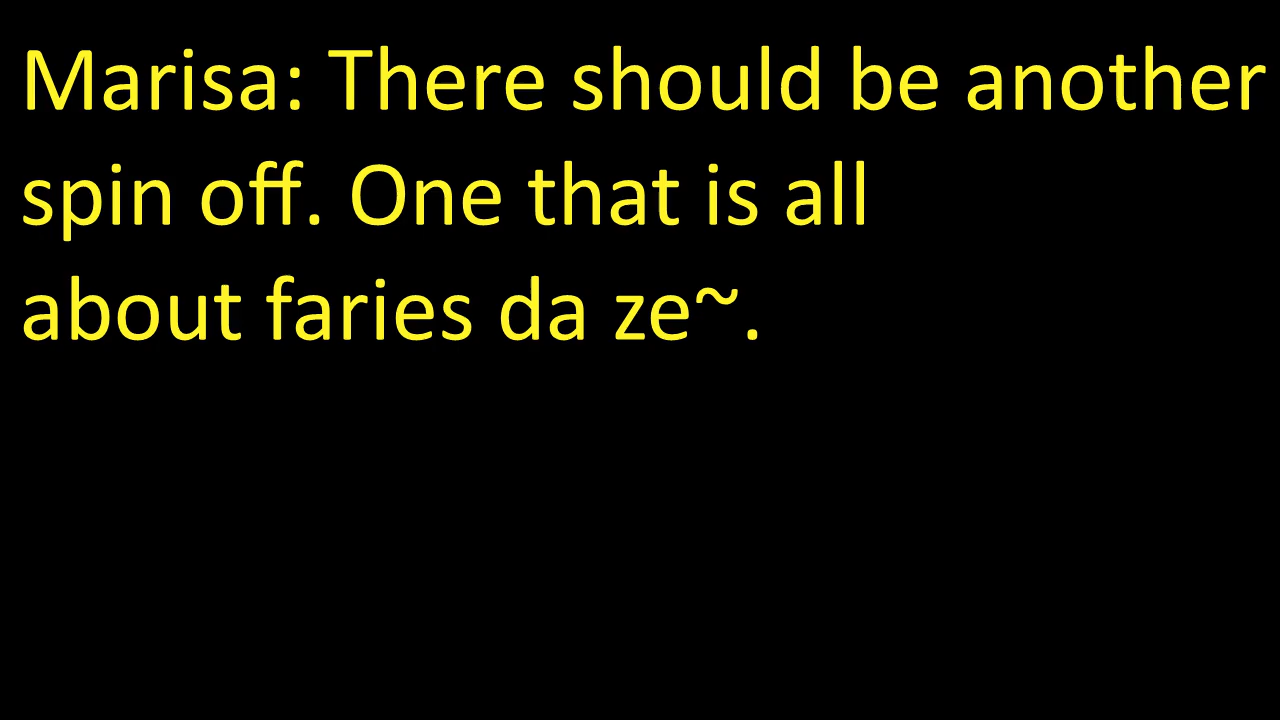 Marisa: There should be another
spin off. One that is all
about faries da ze~.